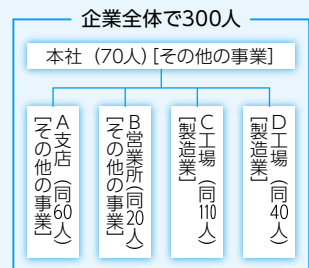 企業全体で300人
本社（70人）[その他の事業]
A支店（同60人）
[その他の事業]
B営業所（同20人）
[その他の事業]
C工場（同110人）
[製造業]
D工場（同40人）
[製造業]